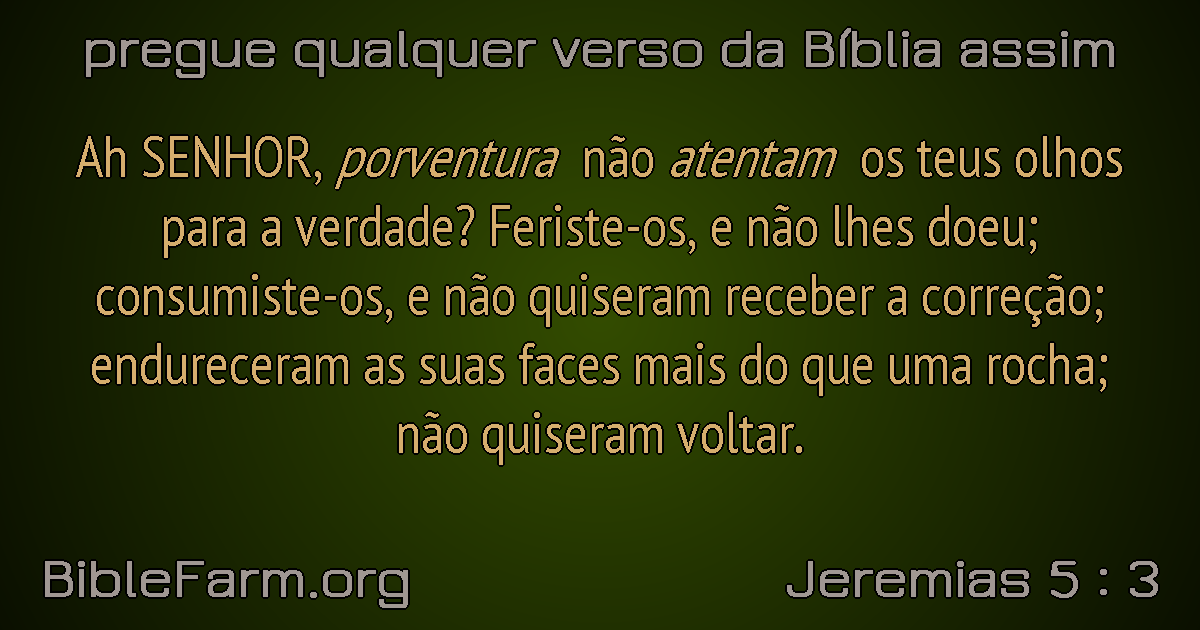 pregue qualquer verso da Bíblia assim
Ah SENHOR, porventura não atentam os teus olhos
para a verdade? Feriste-os, e não lhes doeu;
consumiste-os, e não quiseram receber a correção;
endureceram as suas faces mais do que uma rocha;
não quiseram voltar.
BibleFarm.org
Jeremias 5 : 3